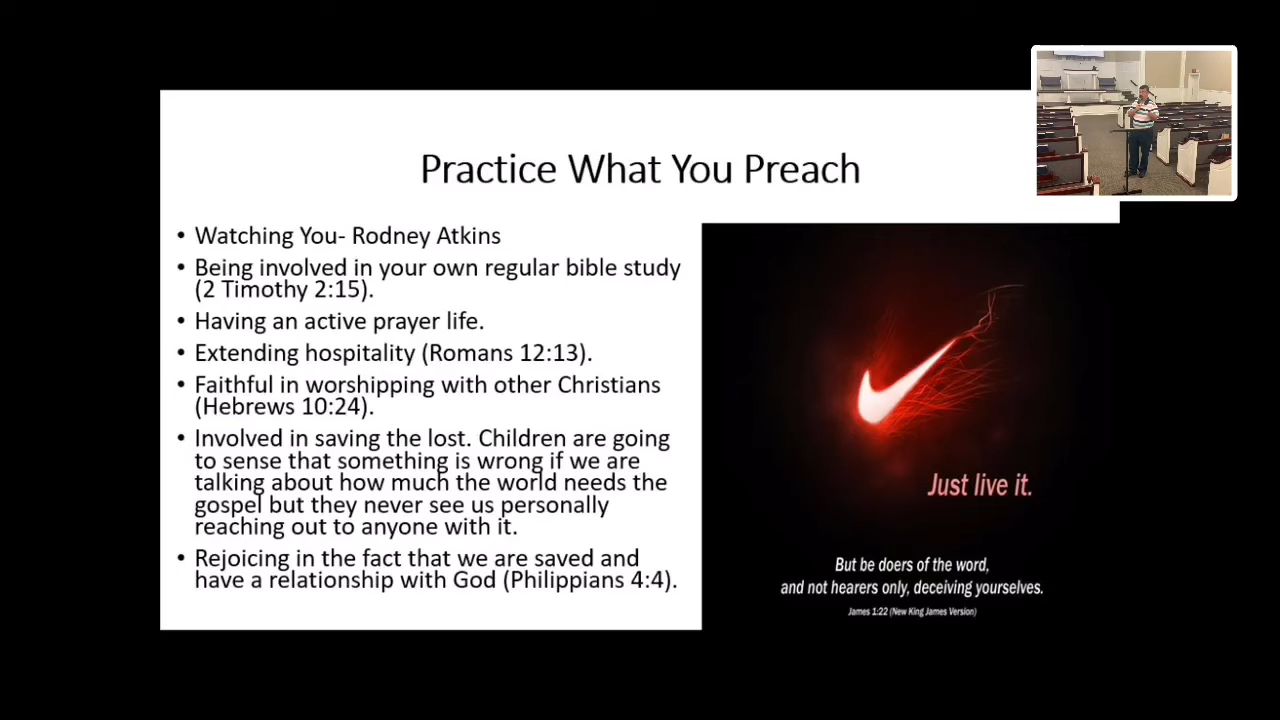 Practice What You Preach
• Watching You- Rodney Atkins
• Being involved in your own regular bible study
(2 Timothy 2:15).
• Having an active prayer life.
• Extending hospitality (Romans 12:13).
• Faithful in worshipping with other Christians
(Hebrews 10:24).
• Involved in saving the lost. Children are going
to sense that something is wrong if we are
talking about how much the world needs the
gospel but they never see us personally
reaching out to anyone with it.
• Rejoicing in the fact that we are saved and
have a relationship with God (Philippians 4:4).
Just live it.
But be doers of the word,
and not hearers only, deceiving yourselves.
James 1:22 (New King James Version)